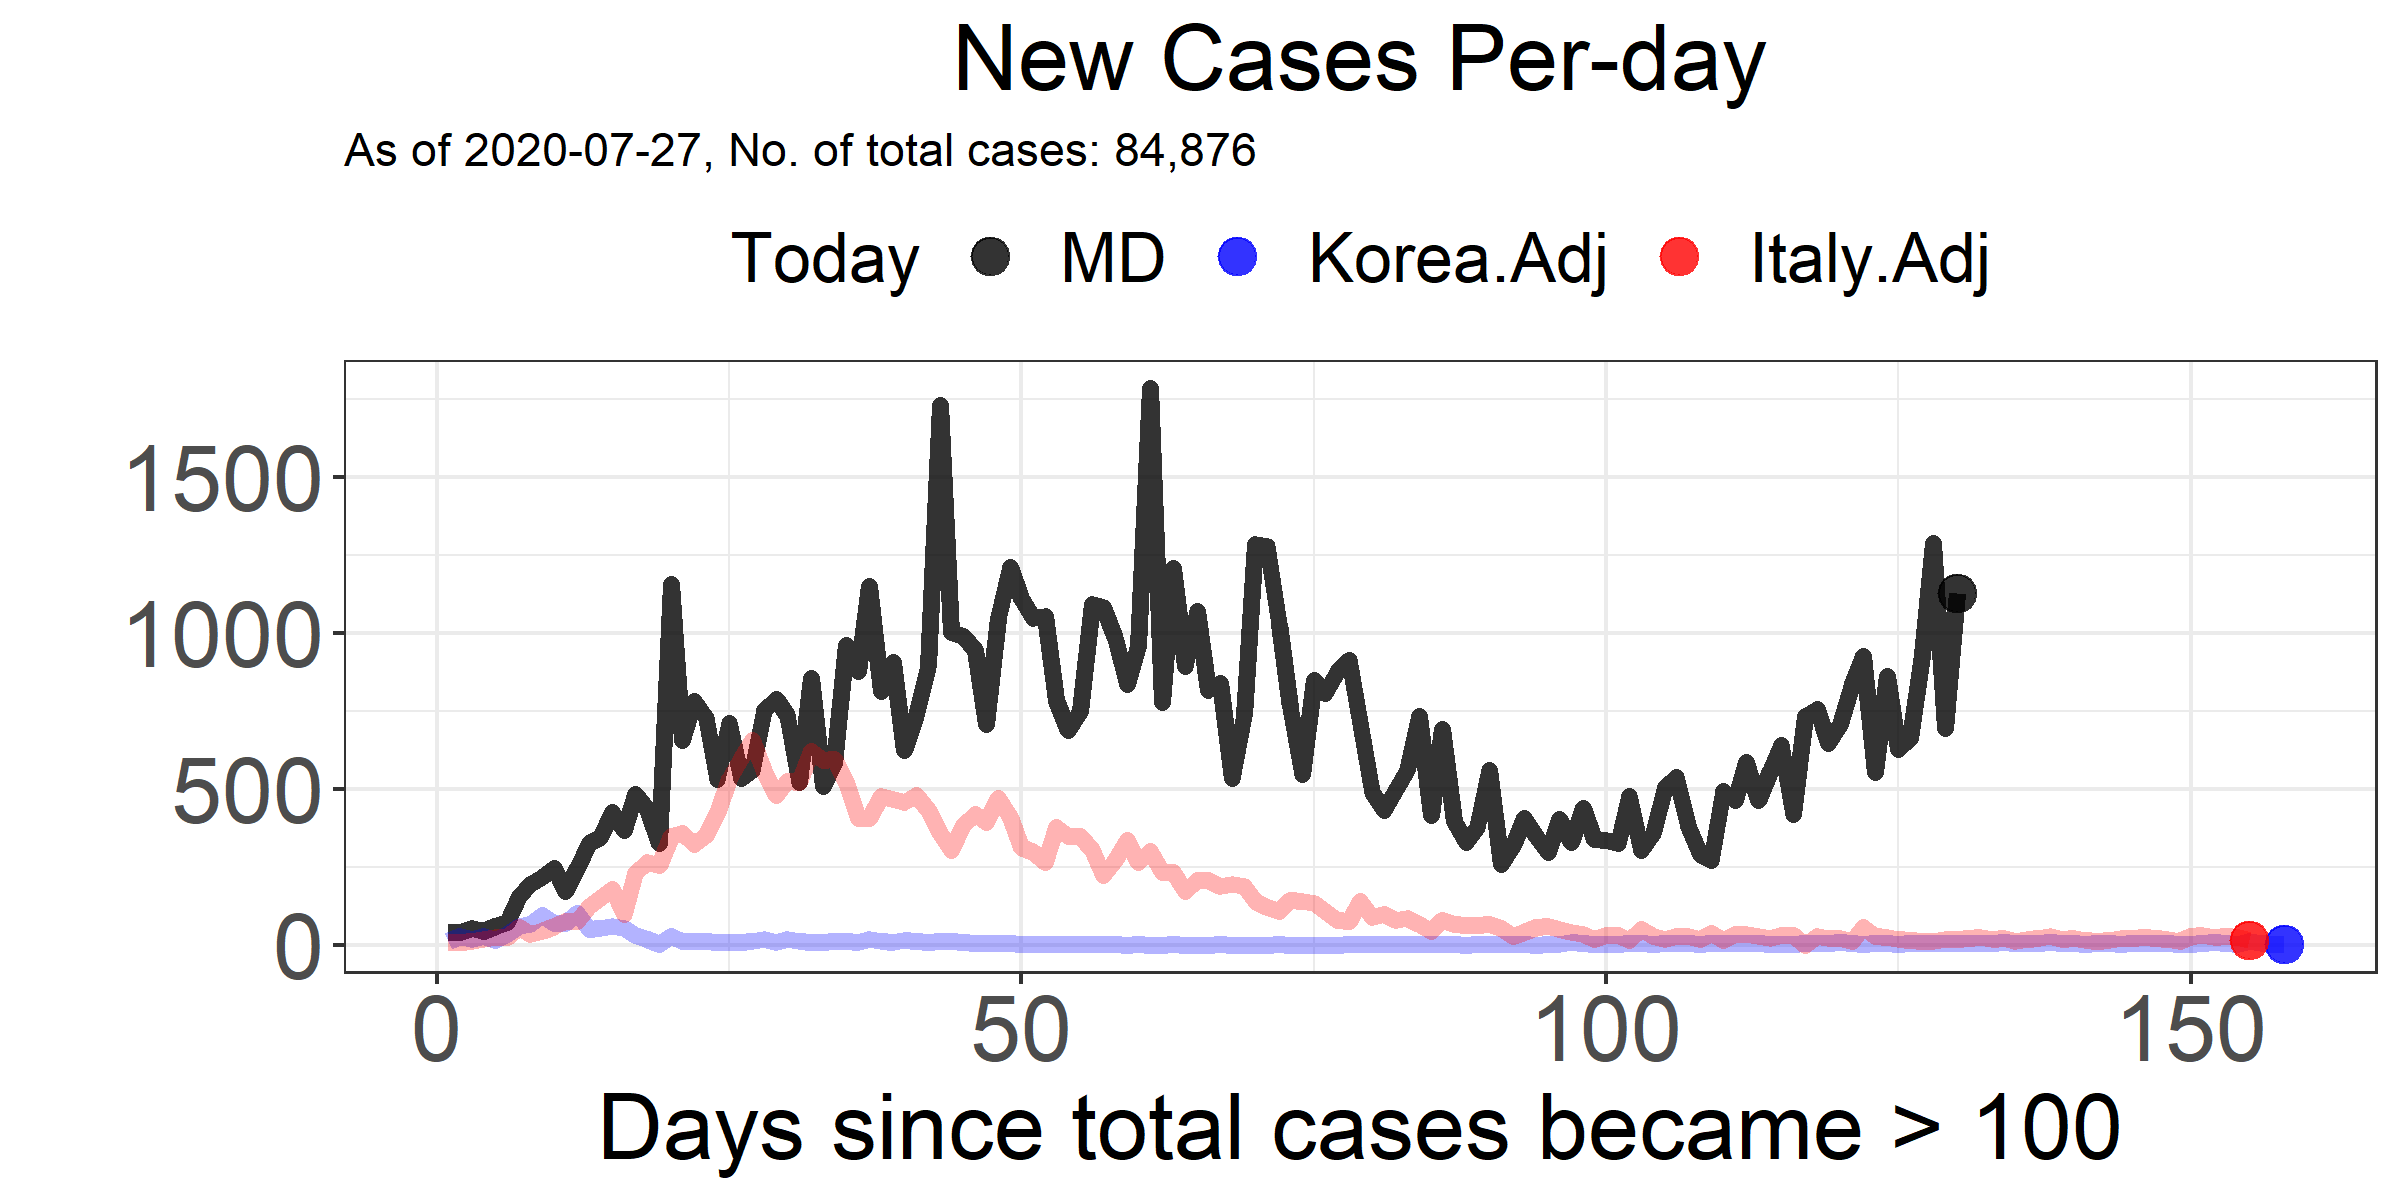 New Cases Per-day
As of 2020-07-27, No. of total cases: 84,876
Today MD Korea.Adj Italy.Adj
1500
1000
500
0
0 50 100 150
Days since total cases became > 100